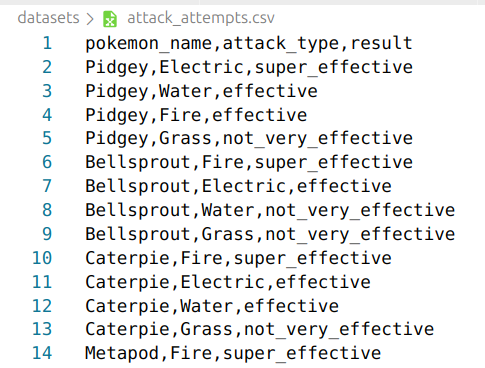 datasets > attack_attempts.csv
1 pokemon_name,attack_type,result
2 Pidgey,Electric,super_effective
3 Pidgey,Water,effective
4 Pidgey,Fire,effective
5 Pidgey,Grass,not_very_effective
6 Bellsprout,Fire,super_effective
7 Bellsprout,Electric,effective
8 Bellsprout,Water,not_very_effective
9 Bellsprout,Grass,not_very_effective
10 Caterpie,Fire,super_effective
11 Caterpie,Electric,effective
12 Caterpie,Water,effective
13 Caterpie,Grass,not_very_effective
14 Metapod,Fire,super_effective